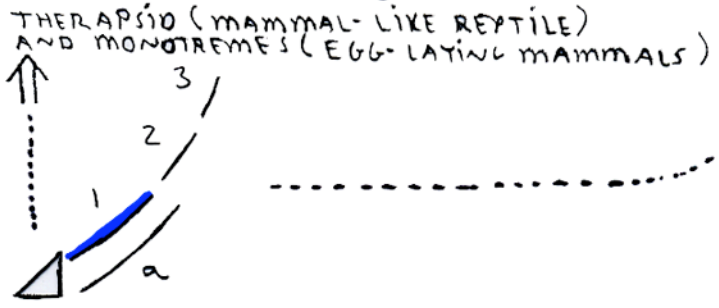 THERAPSID (MAMMAL-LIKE REPTILE)
AND MONOTREMES (EGG-LAYING MAMMALS)
3
2
1
a